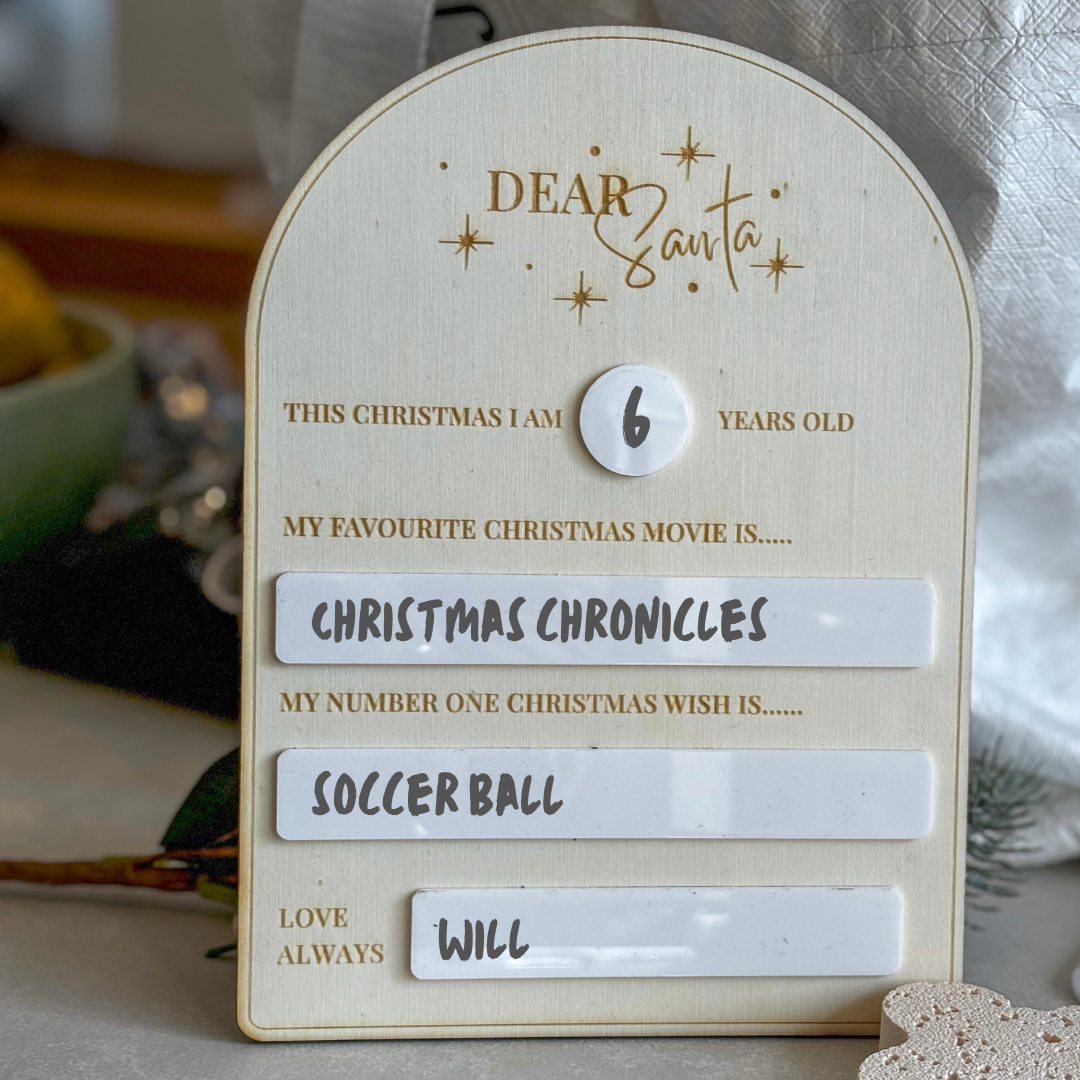 DEAR
Santa
THIS CHRISTMAS I AM 6 YEARS OLD
MY FAVOURITE CHRISTMAS MOVIE IS.....
CHRISTMAS CHRONICLES
MY NUMBER ONE CHRISTMAS WISH IS......
SOCCER BALL
LOVE
ALWAYS
WILL